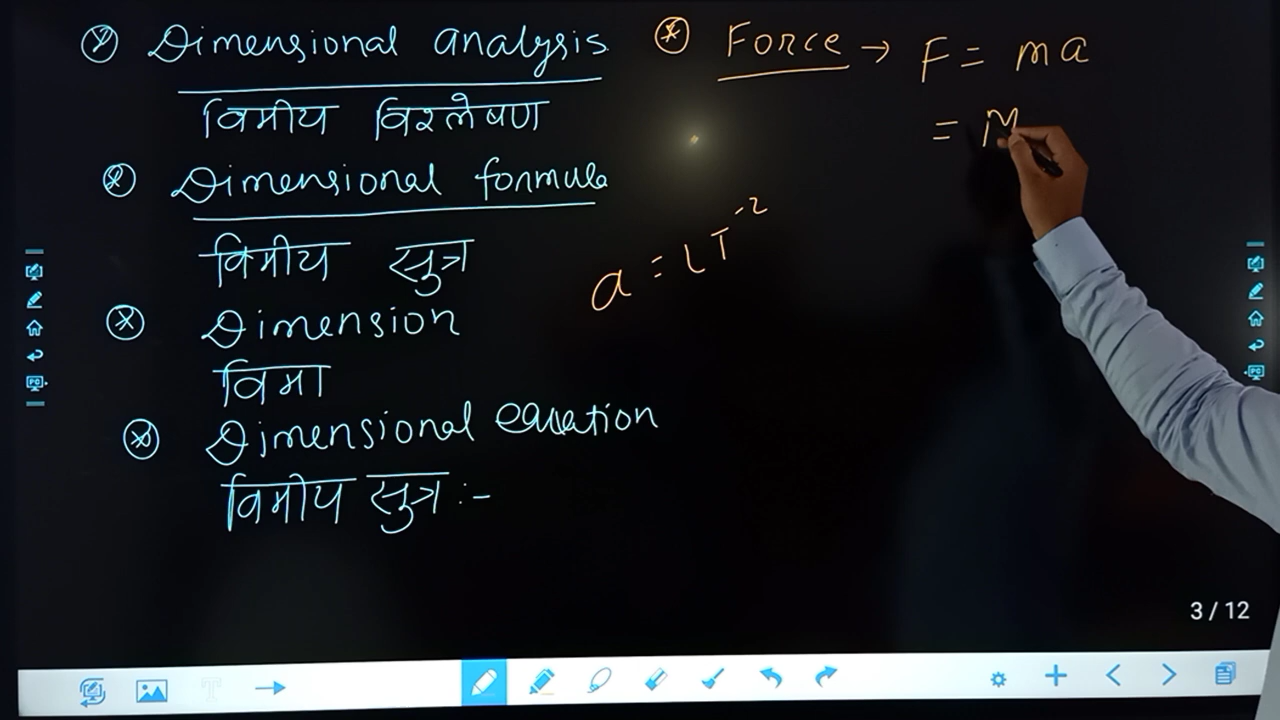 Dimensional analysis
विमीय विश्लेषण
Dimensional formula
विमीय सुत्र
Dimension
विमा
Dimensional equation
विमीय सुत्र :-
Force → F = ma
= M
a = LT⁻²
3 / 12